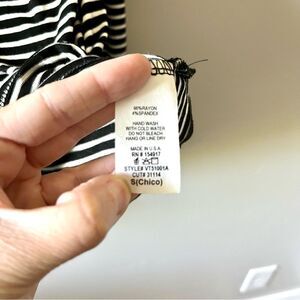 96%RAYON
4%SPANDEX
HAND WASH
WITH COLD WATER
DO NOT BLEACH
HANG OR LINE DRY
MADE IN U.S.A.
RN # 154917
STYLE# VT51001A
CUT# 31114
S(Chico)